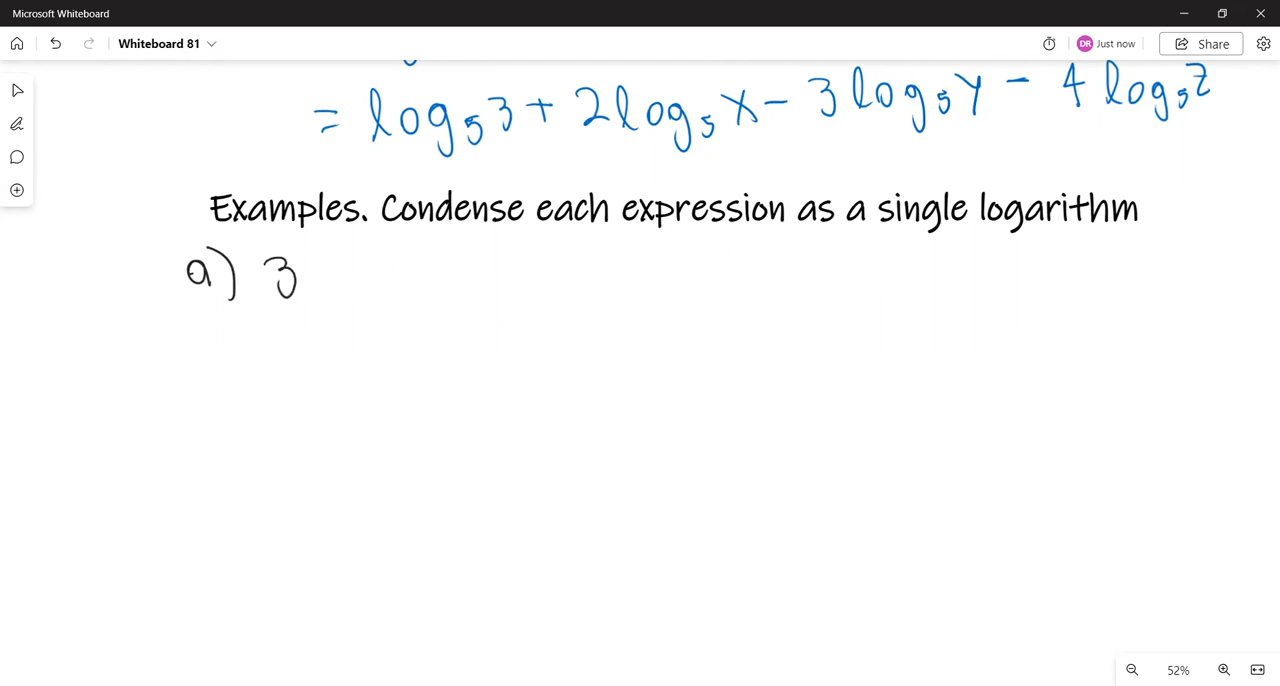 Microsoft Whiteboard
Whiteboard 81
DR Just now
Share
= log₅3 + 2log₅x − 3log₅y − 4log₅z
Examples. Condense each expression as a single logarithm
a) 3
52%